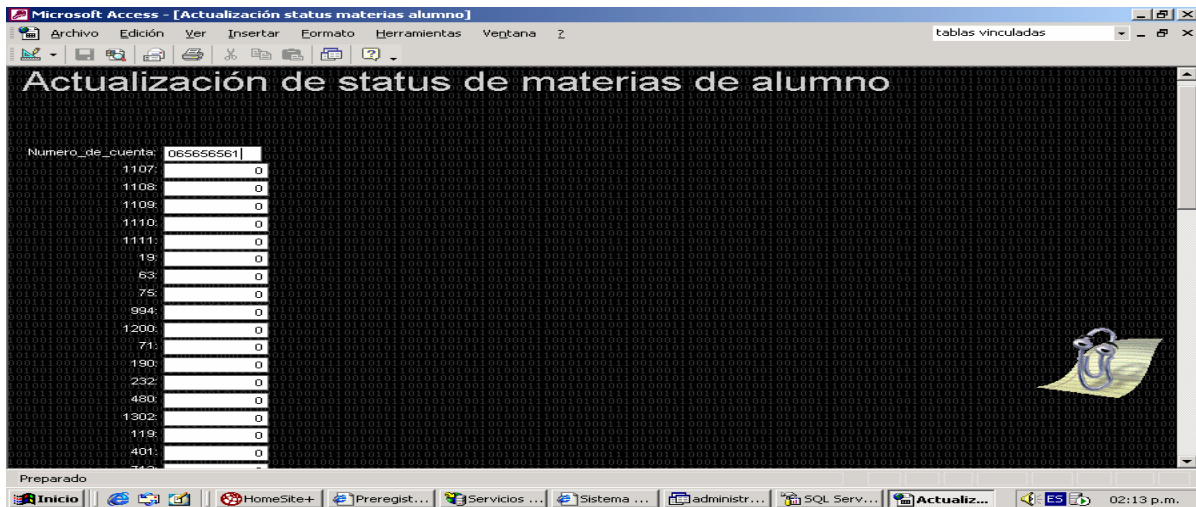 Microsoft Access - [Actualización status materias alumno]
Archivo Edición Ver Insertar Formato Herramientas Ventana ? tablas vinculadas
Actualización de status de materias de alumno
Numero_de_cuenta: 065656561
1107: 0
1108: 0
1109: 0
1110: 0
1111: 0
19: 0
63: 0
75: 0
994: 0
1200: 0
71: 0
190: 0
232: 0
480: 0
1302: 0
119: 0
401: 0
Preparado
Inicio HomeSite+ Preregist... Servicios ... Sistema ... administr... SQL Serv... Actualiz... ES 02:13 p.m.